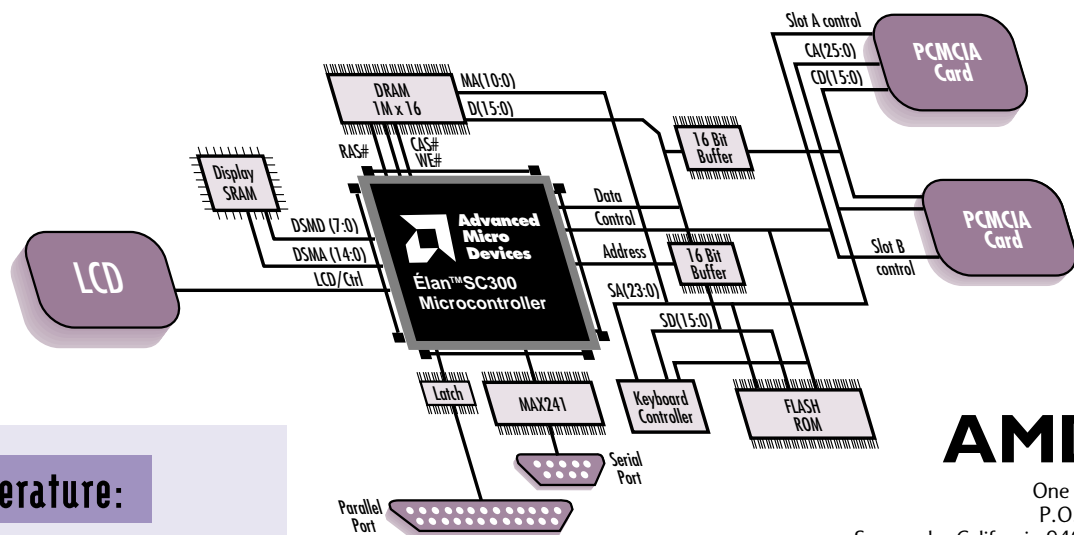 Slot A control
CA(25:0)
CD(15:0)
PCMCIA
Card
DRAM
1M x 16
MA(10:0)
D(15:0)
RAS#
CAS#
WE#
16 Bit
Buffer
Display
SRAM
DSMD (7:0)
DSMA (14:0)
LCD/Ctrl
LCD
Advanced
Micro
Devices
Élan™SC300
Microcontroller
Data
Control
Address
16 Bit
Buffer
SA(23:0)
SD(15:0)
PCMCIA
Card
Slot B
control
Latch
MAX241
Keyboard
Controller
FLASH
ROM
Serial
Port
Parallel
Port
erature:
AMD
One
P.O
California